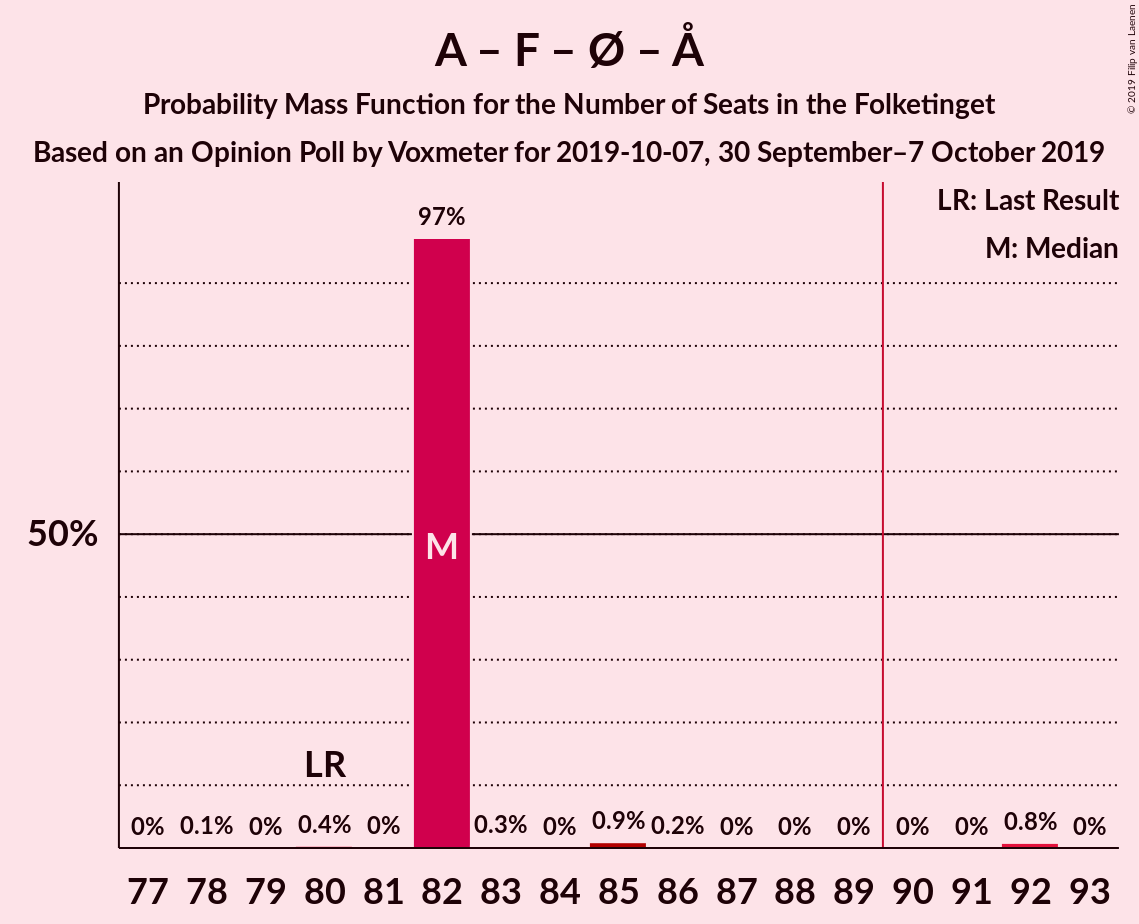 A – F – Ø – Å
Probability Mass Function for the Number of Seats in the Folketinget
Based on an Opinion Poll by Voxmeter for 2019-10-07, 30 September–7 October 2019
© 2019 Filip van Laenen
LR: Last Result
M: Median
97%
50%
M
LR
0% 0.1% 0% 0.4% 0% 0.3% 0% 0.9% 0.2% 0% 0% 0% 0% 0% 0.8% 0%
77 78 79 80 81 82 83 84 85 86 87 88 89 90 91 92 93